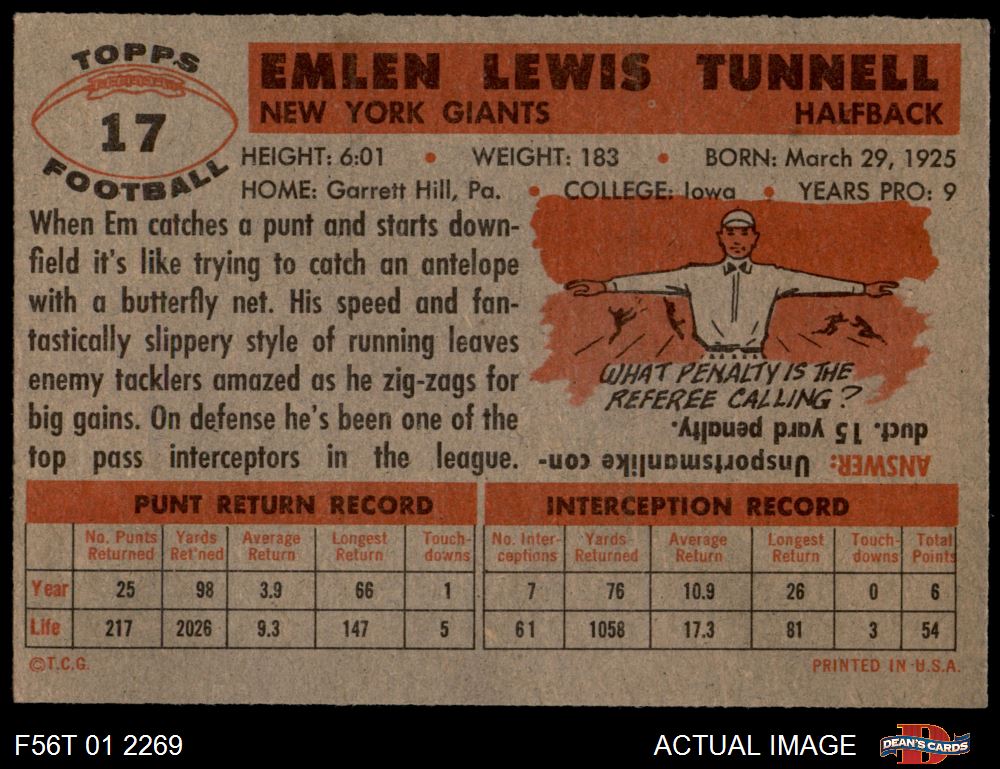 TOPPS
17
FOOTBALL
EMLEN LEWIS TUNNELL
NEW YORK GIANTS HALFBACK
HEIGHT: 6:01 • WEIGHT: 183 • BORN: March 29, 1925
HOME: Garrett Hill, Pa. • COLLEGE: Iowa • YEARS PRO: 9
When Em catches a punt and starts down-
field it's like trying to catch an antelope
with a butterfly net. His speed and fan-
tastically slippery style of running leaves
enemy tacklers amazed as he zig-zags for
big gains. On defense he's been one of the
top pass interceptors in the league.
WHAT PENALTY IS THE
REFEREE CALLING?
ANSWER: Unsportsmanlike con-
duct. 15 yard penalty.
PUNT RETURN RECORD
No. Punts Yards Average Longest Touch-
Returned Ret'ned Return Return downs
Year 25 98 3.9 66 1
Life 217 2026 9.3 147 5
INTERCEPTION RECORD
No. Inter- Yards Average Longest Touch- Total
ceptions Returned Return Return downs Points
7 76 10.9 26 0 6
61 1058 17.3 81 3 54
©T.C.G. PRINTED IN U.S.A.
F56T 01 2269 ACTUAL IMAGE DEAN'S CARDS